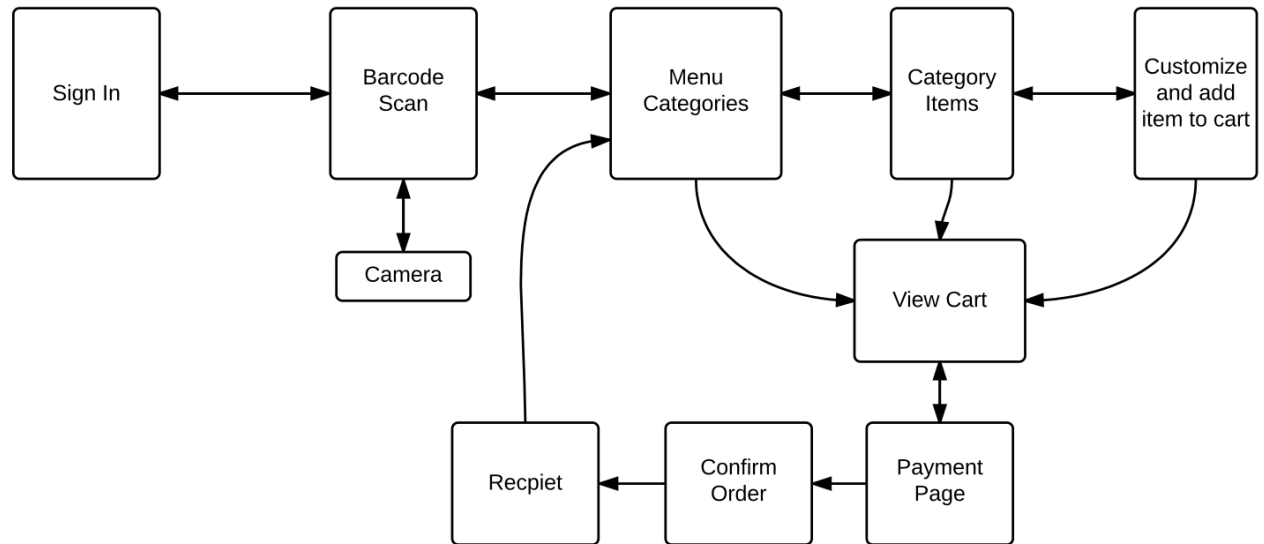 Sign In
Barcode
Scan
Menu
Categories
Category
Items
Customize
and add
item to cart
Camera
View Cart
Recpiet
Confirm
Order
Payment
Page